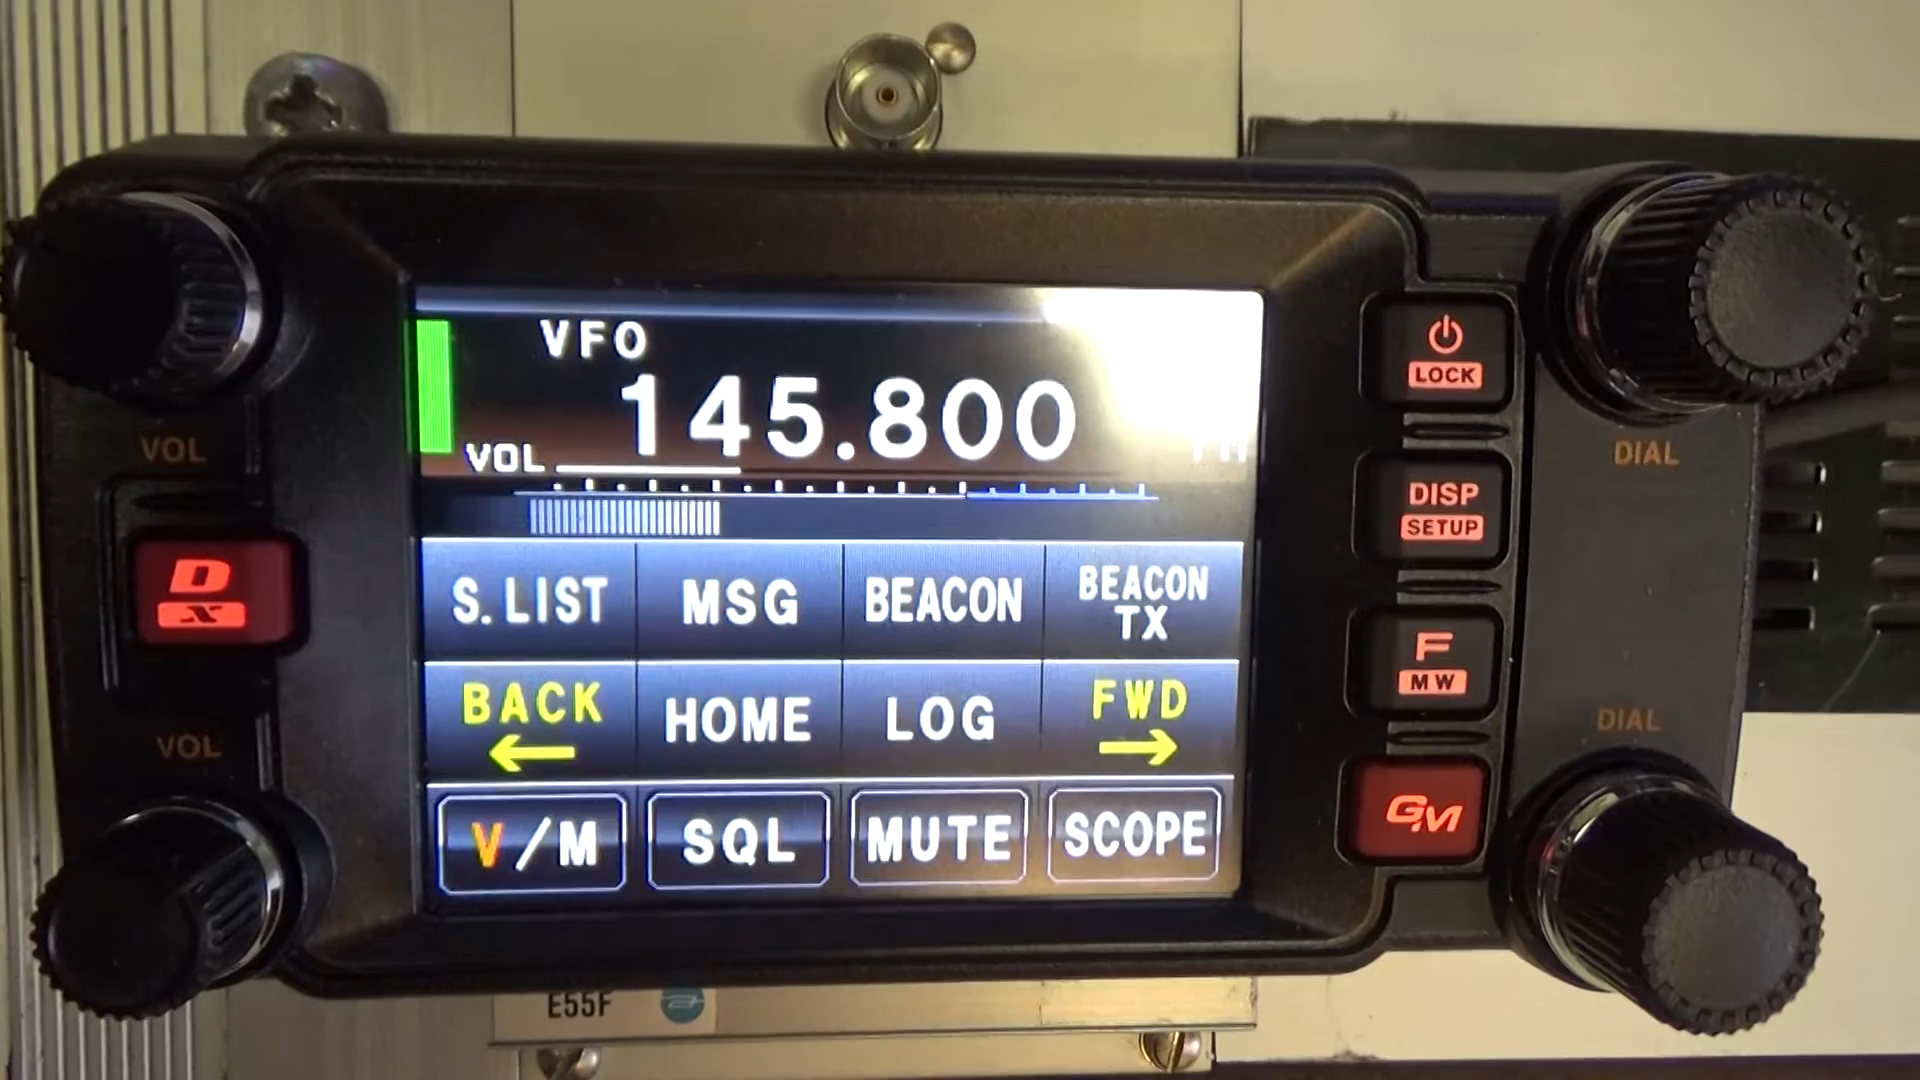 VFO
145.800
VOL
S.LIST MSG BEACON BEACON TX
BACK HOME LOG FWD
V/M SQL MUTE SCOPE
VOL
D
X
VOL
LOCK
DISP
SETUP
F
MW
GM
DIAL
DIAL
E55F